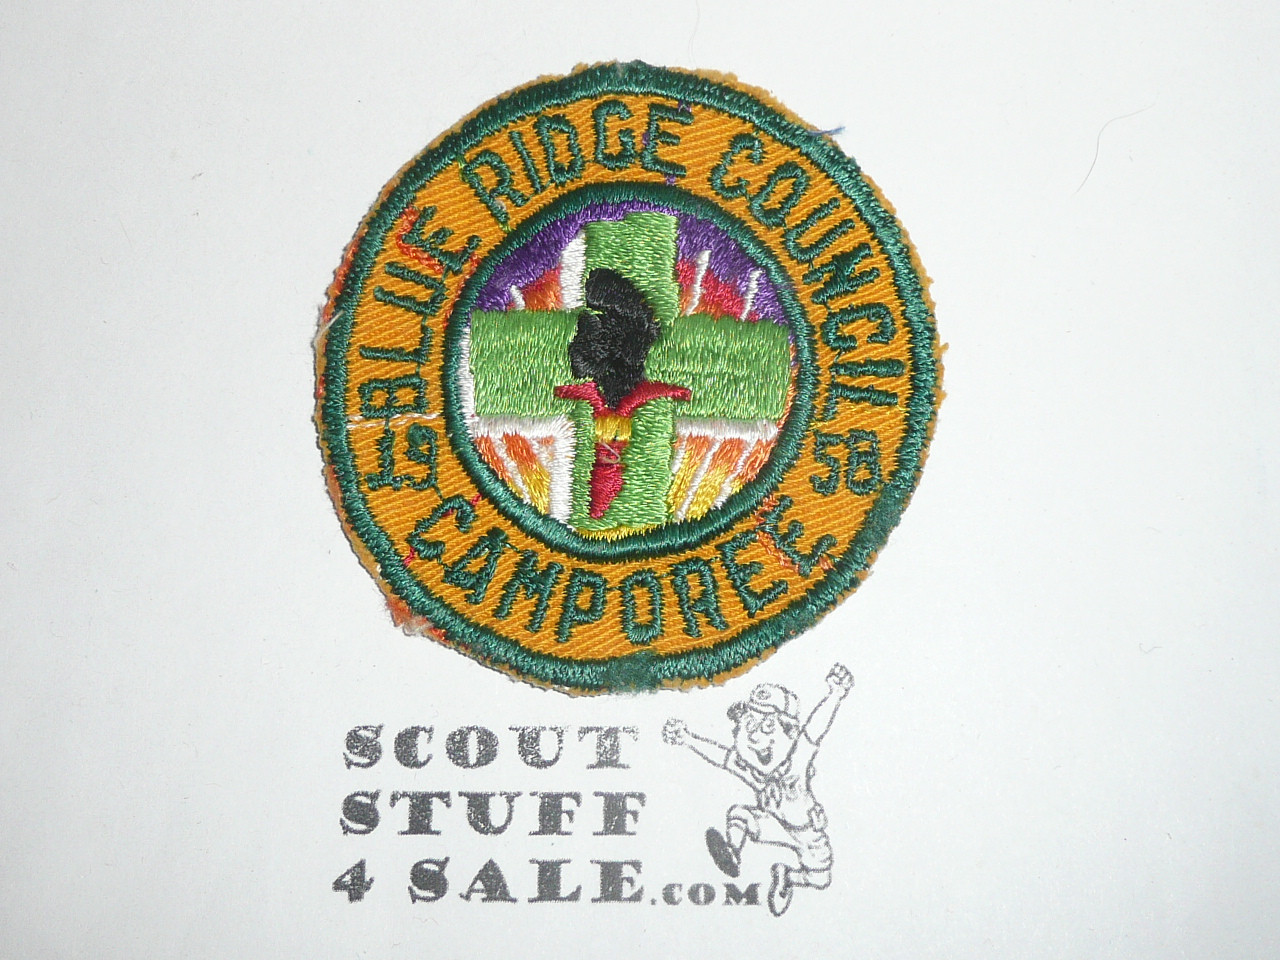 BLUE RIDGE COUNCIL
19 58
CAMPOREE
SCOUT
STUFF
4 SALE.COM